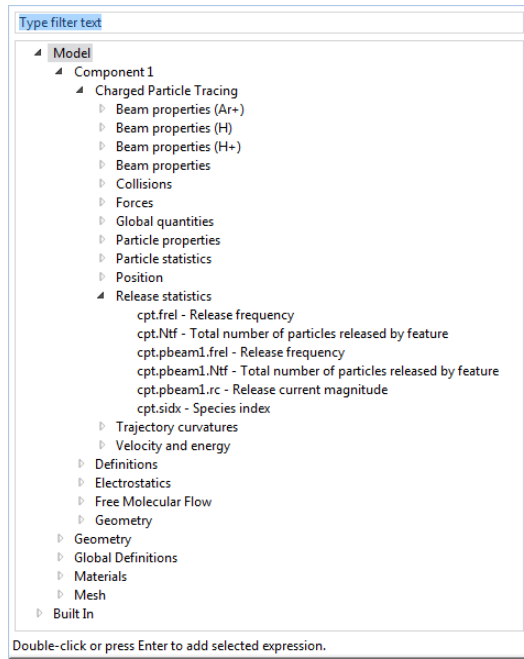 Type filter text
Model
Component 1
Charged Particle Tracing
Beam properties (Ar+)
Beam properties (H)
Beam properties (H+)
Beam properties
Collisions
Forces
Global quantities
Particle properties
Particle statistics
Position
Release statistics
cpt.frel - Release frequency
cpt.Ntf - Total number of particles released by feature
cpt.pbeam1.frel - Release frequency
cpt.pbeam1.Ntf - Total number of particles released by feature
cpt.pbeam1.rc - Release current magnitude
cpt.sidx - Species index
Trajectory curvatures
Velocity and energy
Definitions
Electrostatics
Free Molecular Flow
Geometry
Geometry
Global Definitions
Materials
Mesh
Built In
Double-click or press Enter to add selected expression.